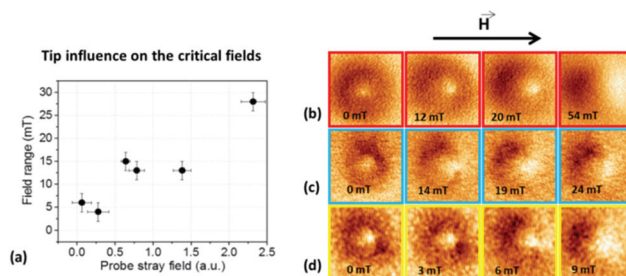 Tip influence on the critical fields
Field range (mT)
30
25
20
15
10
5
0
0.0 0.5 1.0 1.5 2.0 2.5
Probe stray field (a.u.)
(a)
H
(b)
0 mT 12 mT 20 mT 54 mT
(c)
0 mT 14 mT 19 mT 24 mT
(d)
0 mT 3 mT 6 mT 9 mT